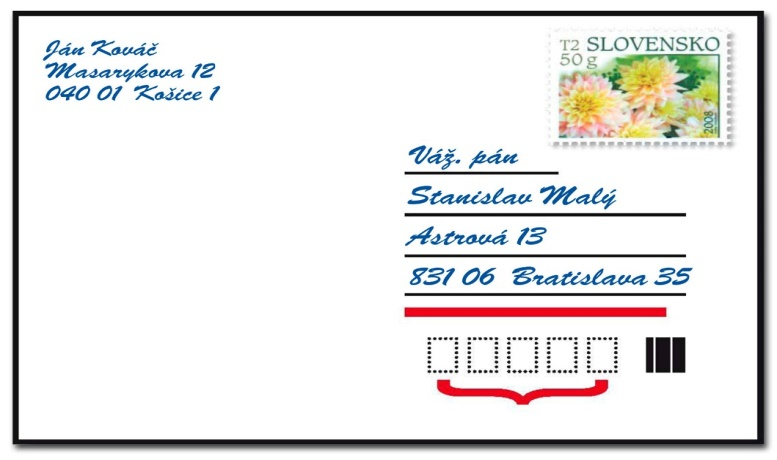 Ján Kováč
Masarykova 12
040 01 Košice 1
T2 SLOVENSKO
50 g
2008
Váž. pán
Stanislav Malý
Astrová 13
831 06 Bratislava 35